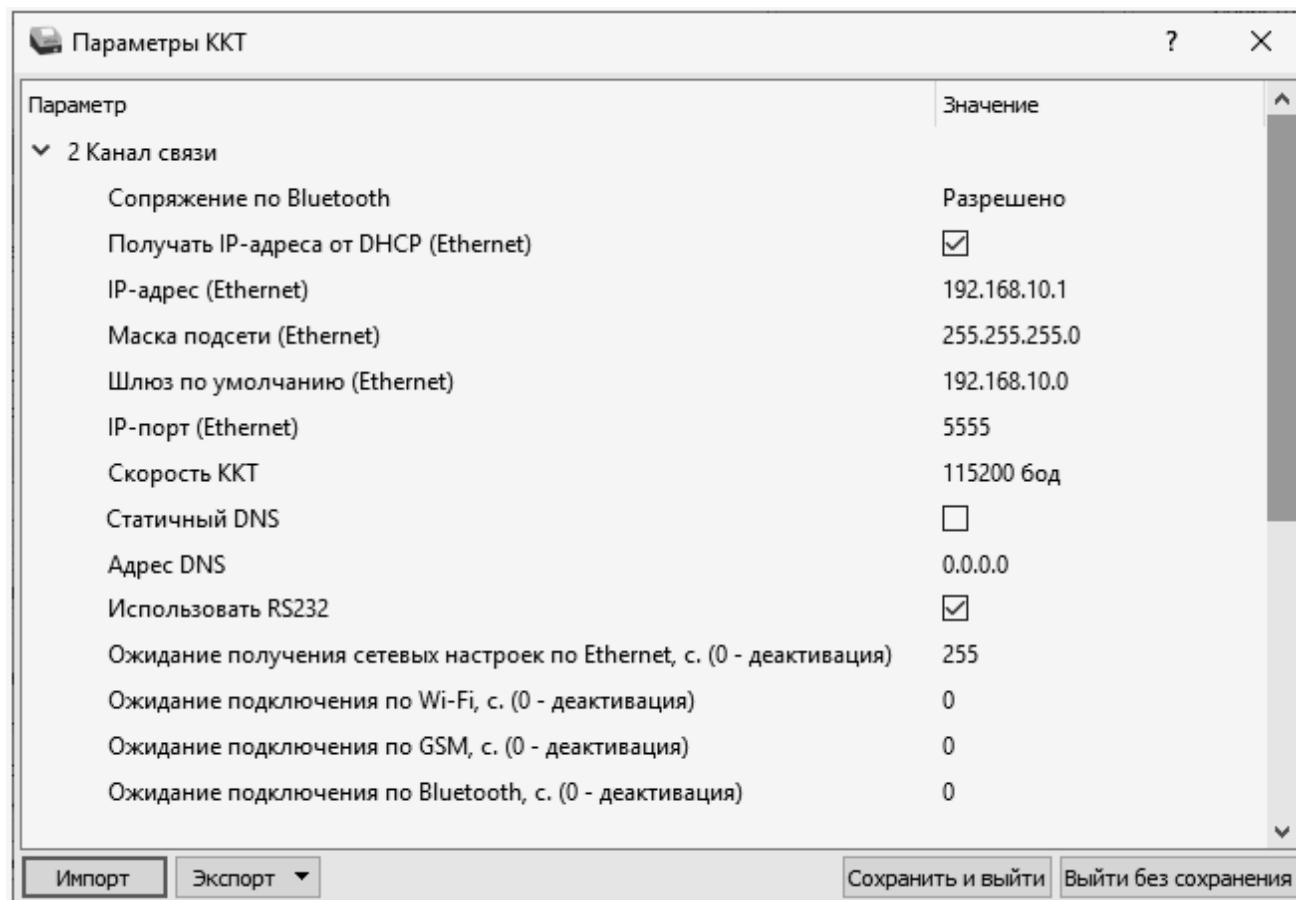 Параметры ККТ ?
Параметр Значение
2 Канал связи
Сопряжение по Bluetooth Разрешено
Получать IP-адреса от DHCP (Ethernet)
IP-адрес (Ethernet) 192.168.10.1
Маска подсети (Ethernet) 255.255.255.0
Шлюз по умолчанию (Ethernet) 192.168.10.0
IP-порт (Ethernet) 5555
Скорость ККТ 115200 бод
Статичный DNS
Адрес DNS 0.0.0.0
Использовать RS232
Ожидание получения сетевых настроек по Ethernet, с. (0 - деактивация) 255
Ожидание подключения по Wi-Fi, с. (0 - деактивация) 0
Ожидание подключения по GSM, с. (0 - деактивация) 0
Ожидание подключения по Bluetooth, с. (0 - деактивация) 0
Импорт Экспорт Сохранить и выйти Выйти без сохранения